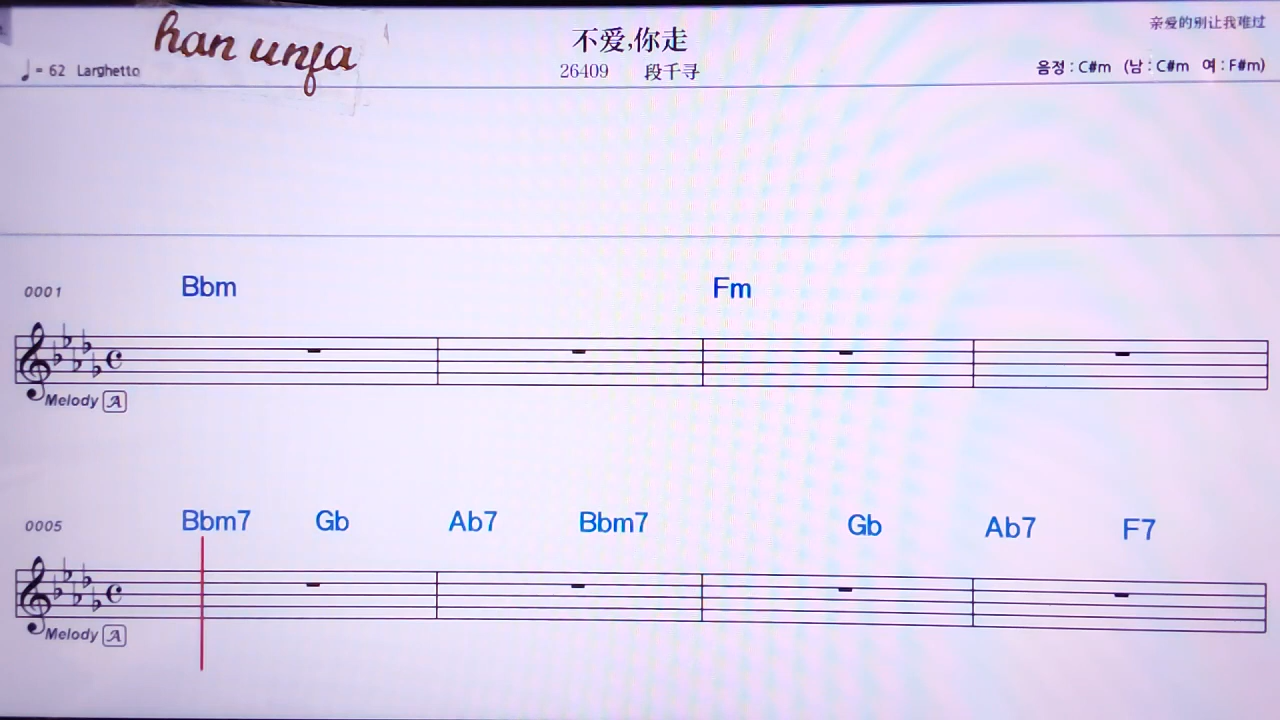 han unfa
不爱,你走
亲爱的别让我难过
♩= 62 Larghetto
26409 段千寻
음정 : C#m (남 : C#m 여 : F#m)
0001 Bbm Fm
Melody A
0005 Bbm7 Gb Ab7 Bbm7 Gb Ab7 F7
Melody A